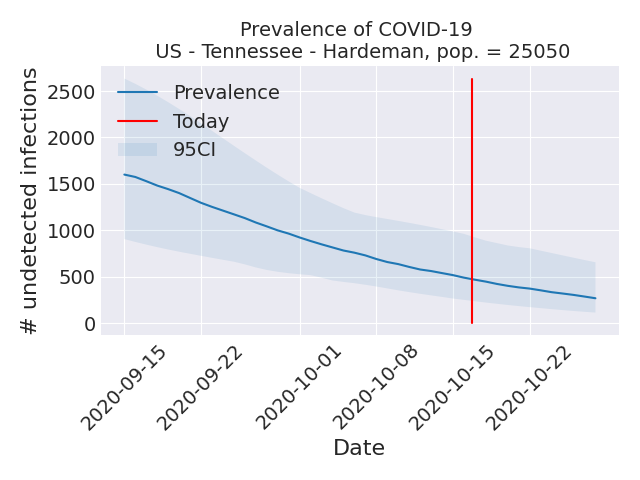 Prevalence of COVID-19
US - Tennessee - Hardeman, pop. = 25050
# undetected infections
2500
2000
1500
1000
500
0
Prevalence
Today
95CI
2020-09-15
2020-09-22
2020-10-01
2020-10-08
2020-10-15
2020-10-22
Date